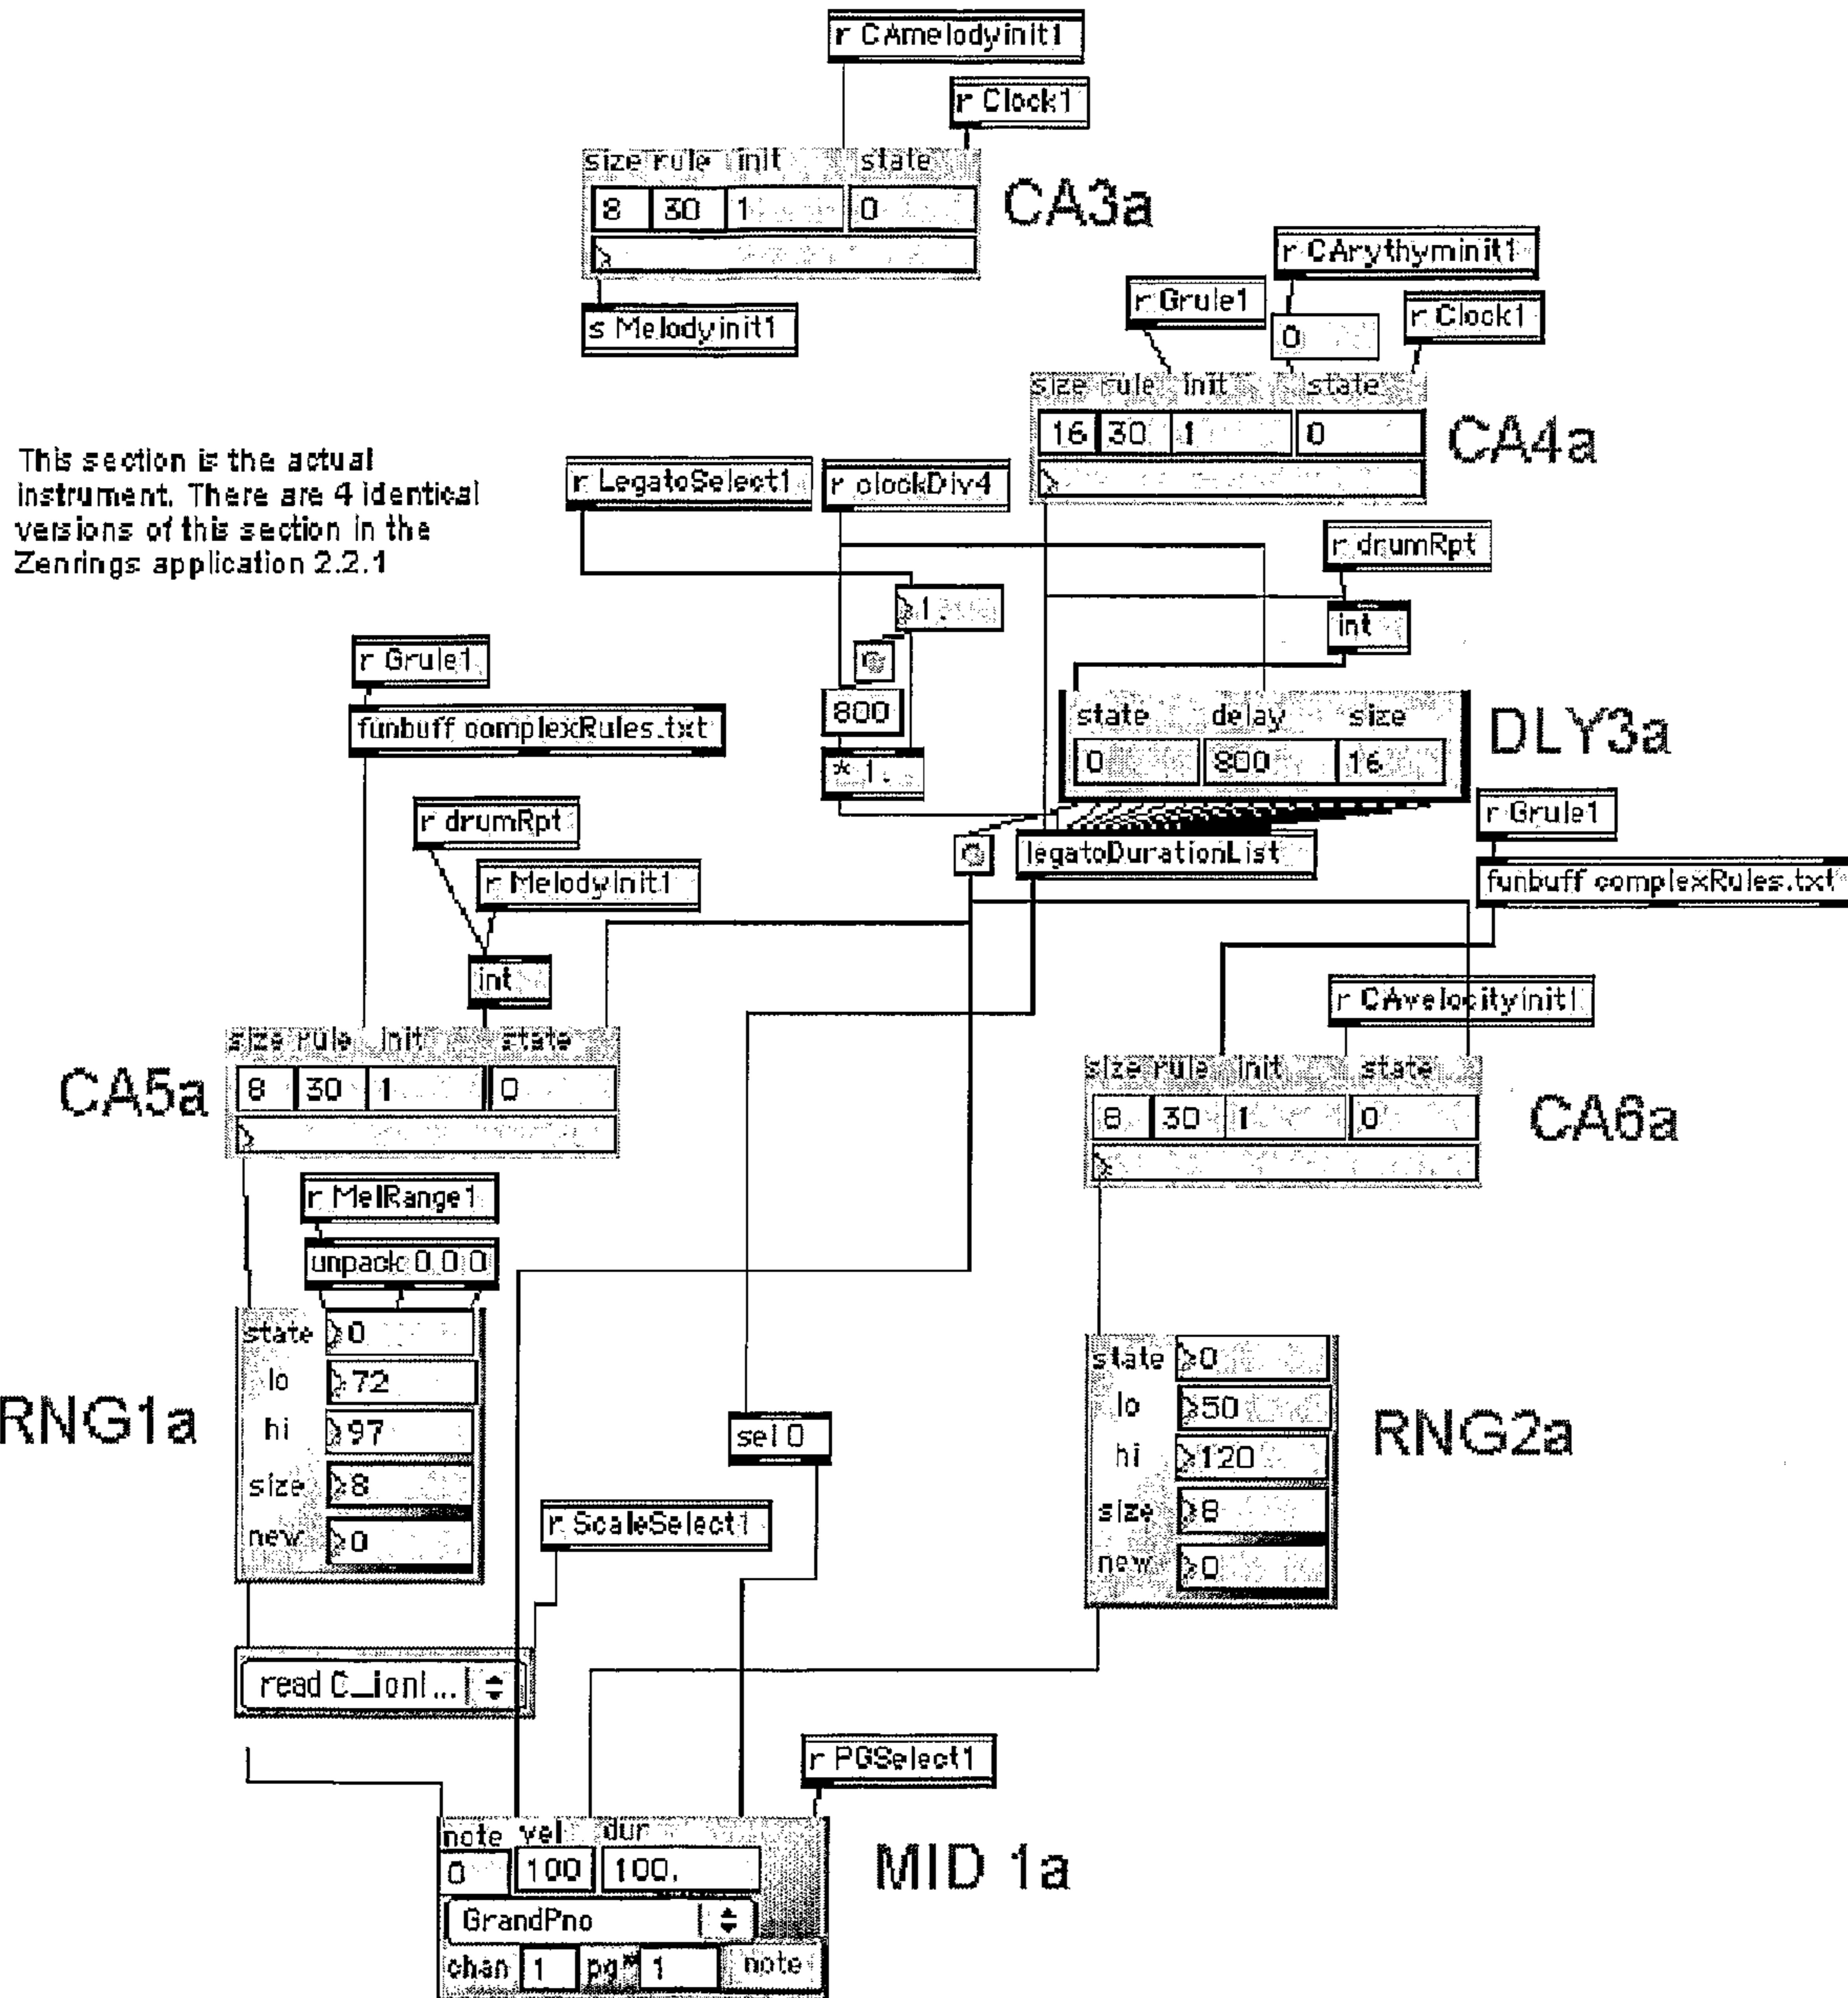 r CAmelodyinit1
r Clock1
size rule init state
8 30 1 0
CA3a
s Melodyinit1
r CArythyminit1
r Grule1
r Clock1
0
size rule init state
16 30 1 0
CA4a
This section is the actual
instrument. There are 4 identical
versions of this section in the
Zenrings application 2.2.1
r LegatoSelect1
r clockDiv4
r drumRpt
1.
int
r Grule1
800
funbuff complexRules.txt
* 1.
state delay size
0 800 16
DLY3a
r drumRpt
r MelodyInit1
legatoDurationList
r Grule1
funbuff complexRules.txt
int
r CAvelocityinit1
size rule init state
8 30 1 0
CA5a
size rule init state
8 30 1 0
CA6a
r MelRange1
unpack 0 0 0
state 0
lo 72
hi 97
size 8
new 0
RNG1a
sel 0
state 0
lo 50
hi 120
size 8
new 0
RNG2a
r ScaleSelect1
read C_ioni...
r PGSelect1
note vel dur
0 100 100.
GrandPno
chan 1 pg# 1 note
MID 1a